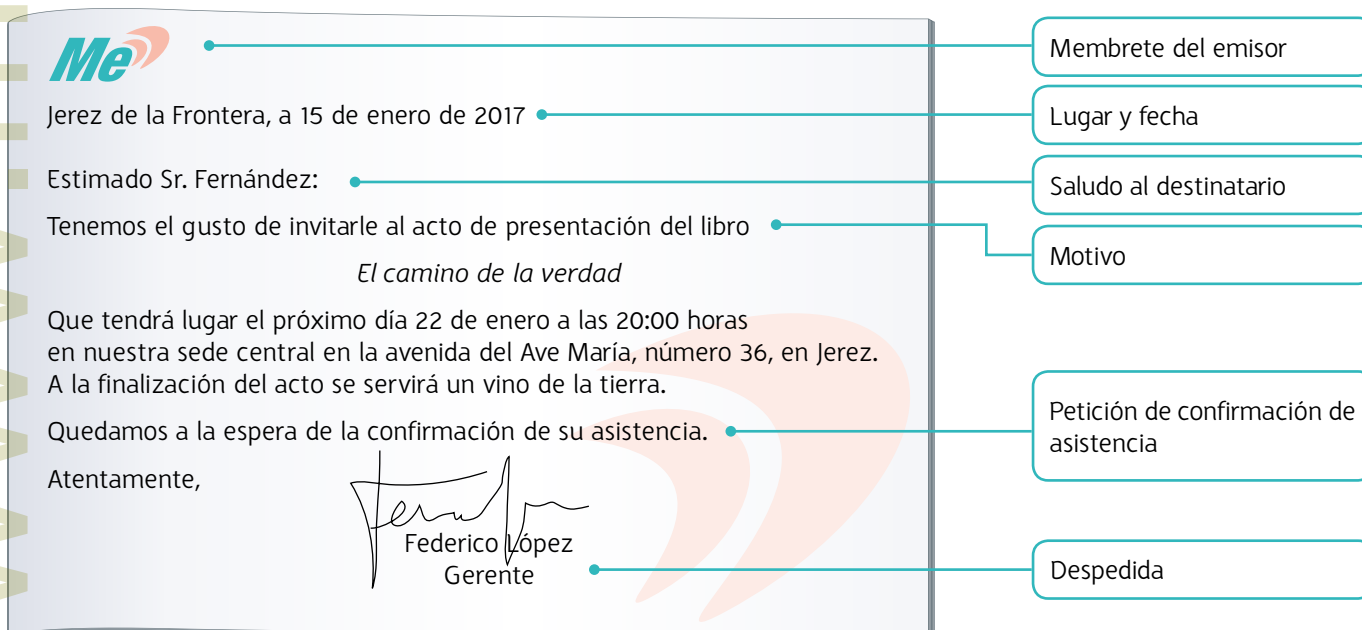 Me
Membrete del emisor
Jerez de la Frontera, a 15 de enero de 2017
Lugar y fecha
Estimado Sr. Fernández:
Saludo al destinatario
Tenemos el gusto de invitarle al acto de presentación del libro
Motivo
El camino de la verdad
Que tendrá lugar el próximo día 22 de enero a las 20:00 horas
en nuestra sede central en la avenida del Ave María, número 36, en Jerez.
A la finalización del acto se servirá un vino de la tierra.
Quedamos a la espera de la confirmación de su asistencia.
Petición de confirmación de
asistencia
Atentamente,
Federico López
Gerente
Despedida